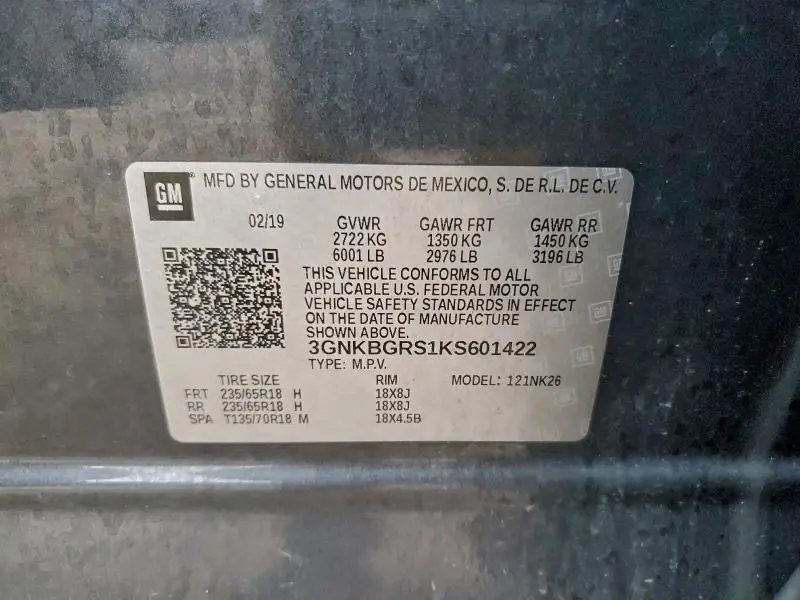 GM MFD BY GENERAL MOTORS DE MEXICO, S. DE R.L. DE C.V.
02/19 GVWR GAWR FRT GAWR RR
2722 KG 1350 KG 1450 KG
6001 LB 2976 LB 3196 LB
THIS VEHICLE CONFORMS TO ALL
APPLICABLE U.S. FEDERAL MOTOR
VEHICLE SAFETY STANDARDS IN EFFECT
ON THE DATE OF MANUFACTURE
SHOWN ABOVE.
3GNKBGRS1KS601422
TYPE: M.P.V.
TIRE SIZE RIM MODEL: 121NK26
FRT 235/65R18 H 18X8J
RR 235/65R18 H 18X8J
SPA T135/70R18 M 18X4.5B